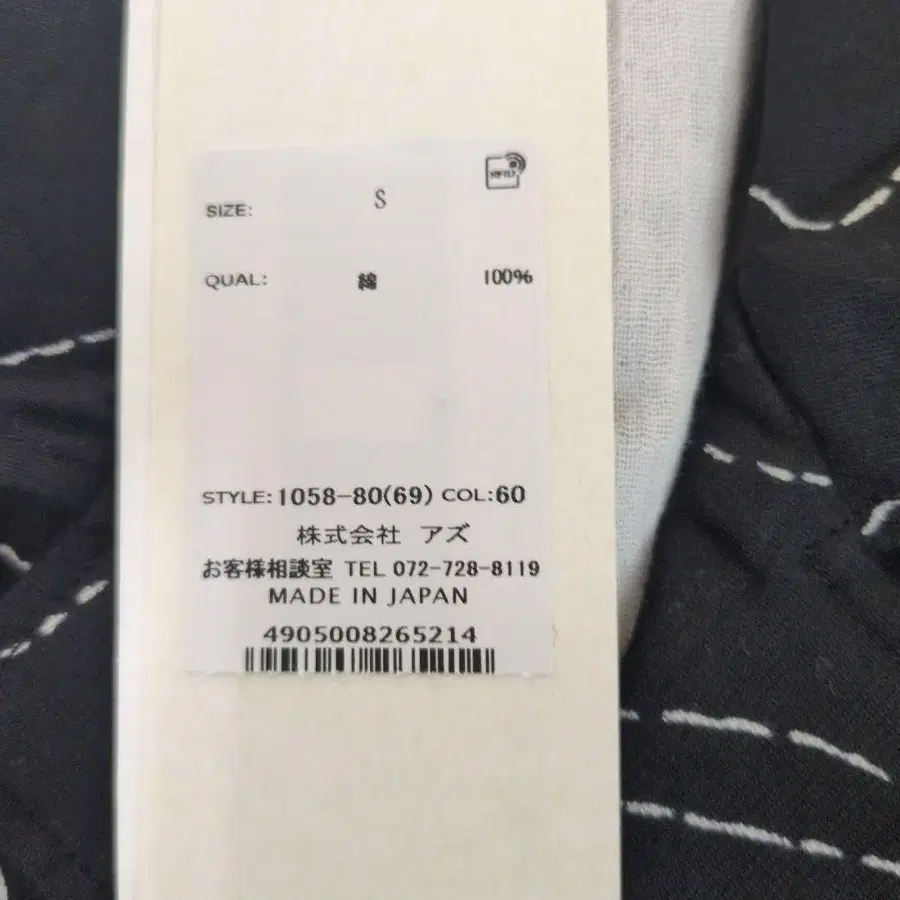 RFID
SIZE: S
QUAL: 綿 100%
STYLE:1058-80(69) COL:60
株式会社 アズ
お客様相談室 TEL 072-728-8119
MADE IN JAPAN
4905008265214